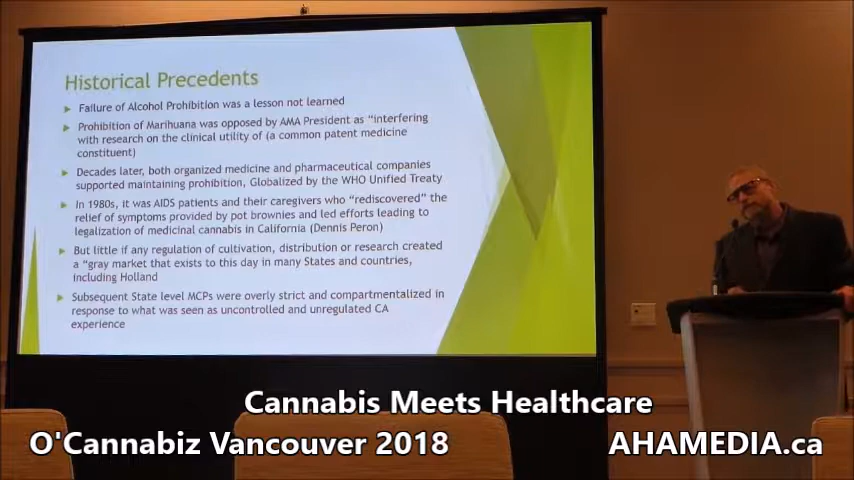 Historical Precedents
Failure of Alcohol Prohibition was a lesson not learned
Prohibition of Marihuana was opposed by AMA President as “interfering
with research on the clinical utility of (a common patent medicine
constituent)
Decades later, both organized medicine and pharmaceutical companies
supported maintaining prohibition, Globalized by the WHO Unified Treaty
In 1980s, it was AIDS patients and their caregivers who “rediscovered” the
relief of symptoms provided by pot brownies and led efforts leading to
legalization of medicinal cannabis in California (Dennis Peron)
But little if any regulation of cultivation, distribution or research created
a “gray market that exists to this day in many States and countries,
including Holland
Subsequent State level MCPs were overly strict and compartmentalized in
response to what was seen as uncontrolled and unregulated CA
experience
Cannabis Meets Healthcare
O'Cannabiz Vancouver 2018
AHAMEDIA.ca